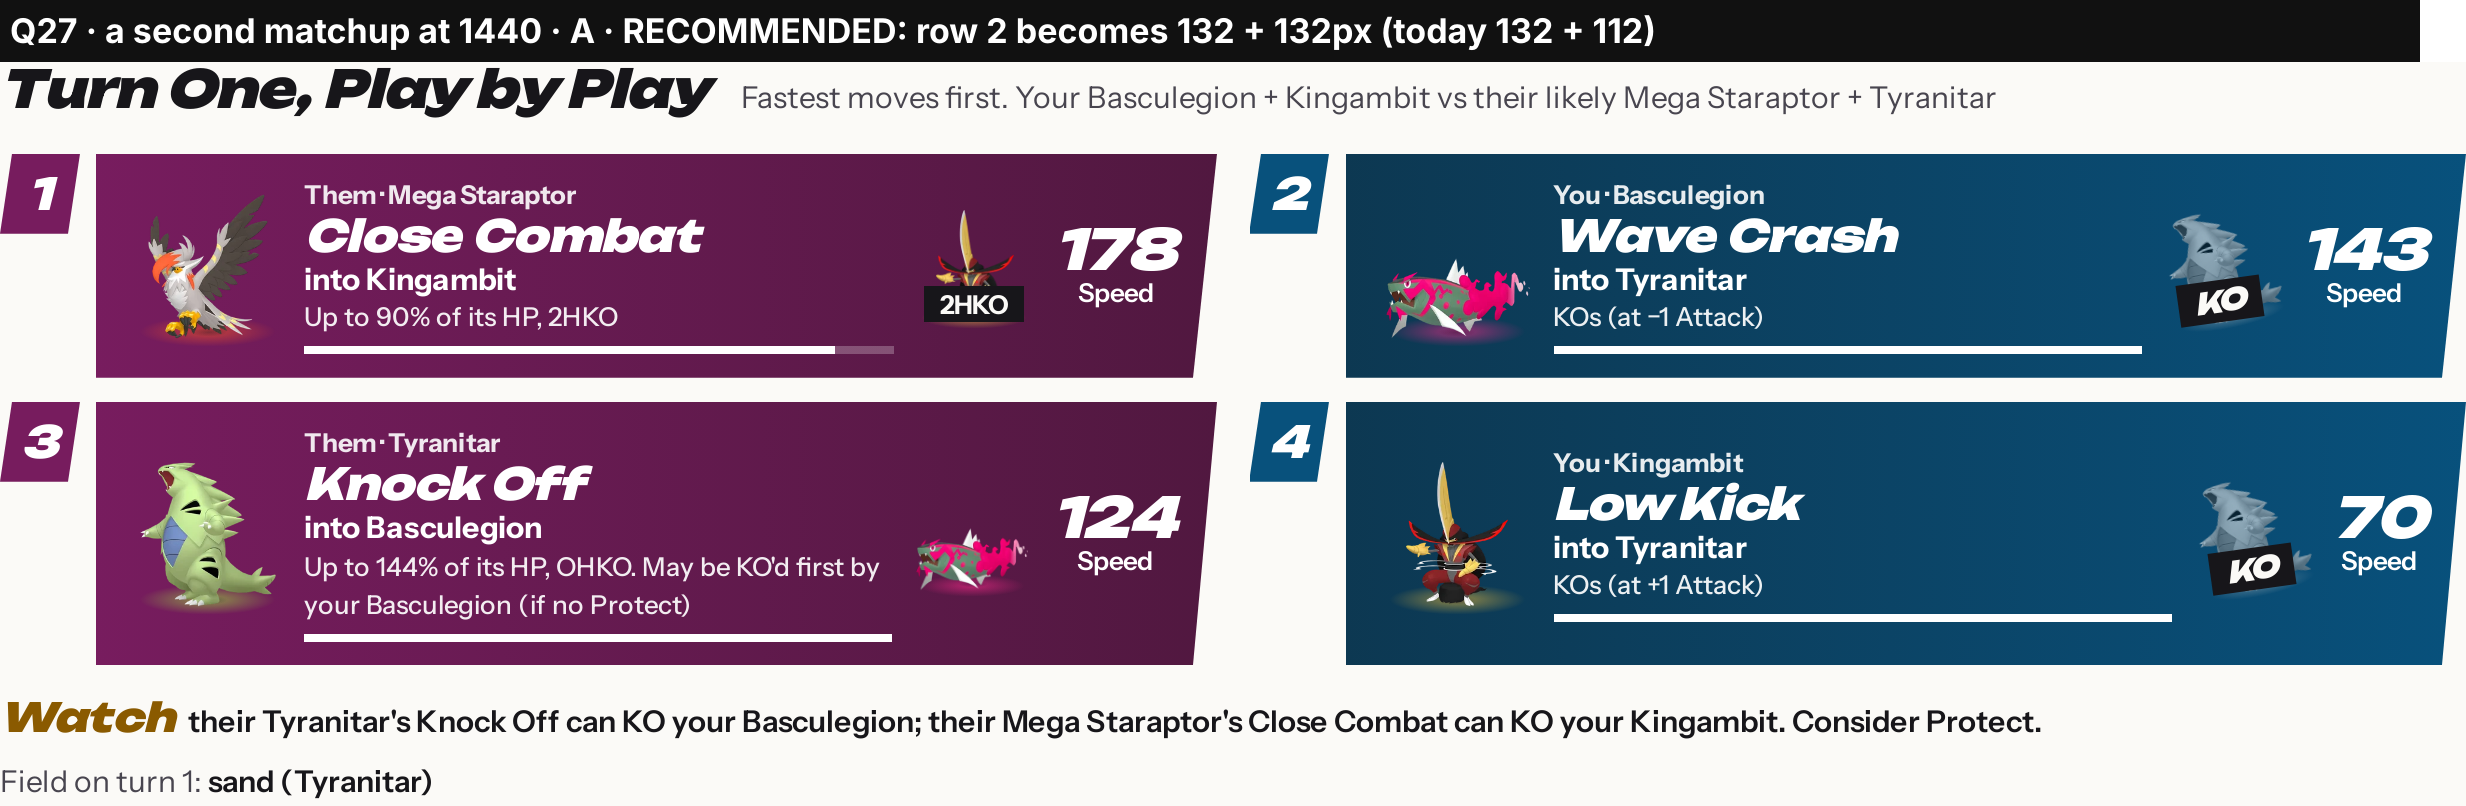 Q27 · a second matchup at 1440 · A · RECOMMENDED: row 2 becomes 132 + 132px (today 132 + 112)
Turn One, Play by Play Fastest moves first. Your Basculegion + Kingambit vs their likely Mega Staraptor + Tyranitar
1
Them · Mega Staraptor
Close Combat
into Kingambit
Up to 90% of its HP, 2HKO
2HKO
178
Speed
2
You · Basculegion
Wave Crash
into Tyranitar
KOs (at −1 Attack)
KO
143
Speed
3
Them · Tyranitar
Knock Off
into Basculegion
Up to 144% of its HP, OHKO. May be KO'd first by
your Basculegion (if no Protect)
124
Speed
4
You · Kingambit
Low Kick
into Tyranitar
KOs (at +1 Attack)
KO
70
Speed
Watch their Tyranitar's Knock Off can KO your Basculegion; their Mega Staraptor's Close Combat can KO your Kingambit. Consider Protect.
Field on turn 1: sand (Tyranitar)